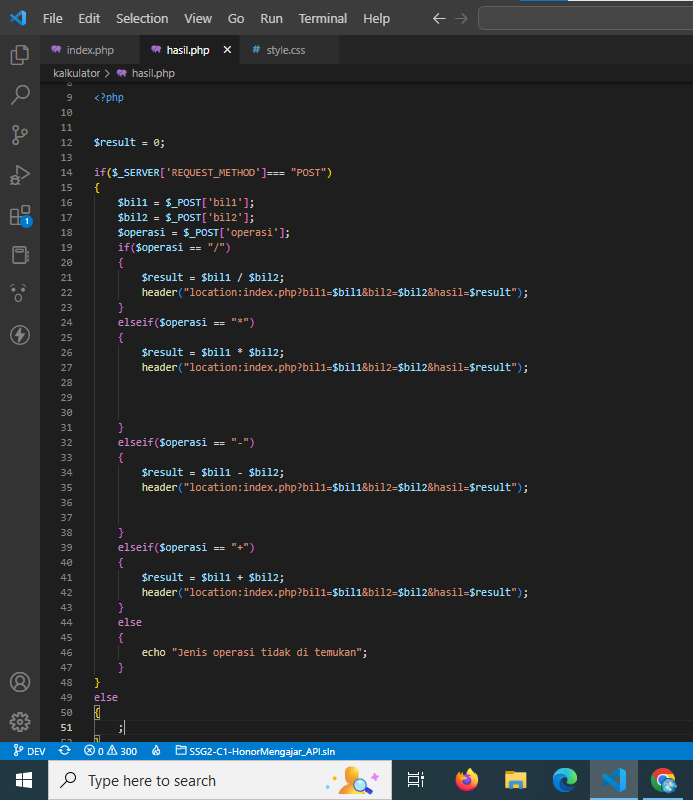 File Edit Selection View Go Run Terminal Help
index.php hasil.php style.css
kalkulator > hasil.php
9 <?php
10
11
12 $result = 0;
13
14 if($_SERVER['REQUEST_METHOD']=== "POST")
15 {
16 $bil1 = $_POST['bil1'];
17 $bil2 = $_POST['bil2'];
18 $operasi = $_POST['operasi'];
19 if($operasi == "/")
20 {
21 $result = $bil1 / $bil2;
22 header("location:index.php?bil1=$bil1&bil2=$bil2&hasil=$result");
23 }
24 elseif($operasi == "*")
25 {
26 $result = $bil1 * $bil2;
27 header("location:index.php?bil1=$bil1&bil2=$bil2&hasil=$result");
28
29
30
31 }
32 elseif($operasi == "-")
33 {
34 $result = $bil1 - $bil2;
35 header("location:index.php?bil1=$bil1&bil2=$bil2&hasil=$result");
36
37
38 }
39 elseif($operasi == "+")
40 {
41 $result = $bil1 + $bil2;
42 header("location:index.php?bil1=$bil1&bil2=$bil2&hasil=$result");
43 }
44 else
45 {
46 echo "Jenis operasi tidak di temukan";
47 }
48 }
49 else
50 {
51 ;
52 }
1
DEV 0 300 SSG2-C1-HonorMengajar_API.sln
Type here to search